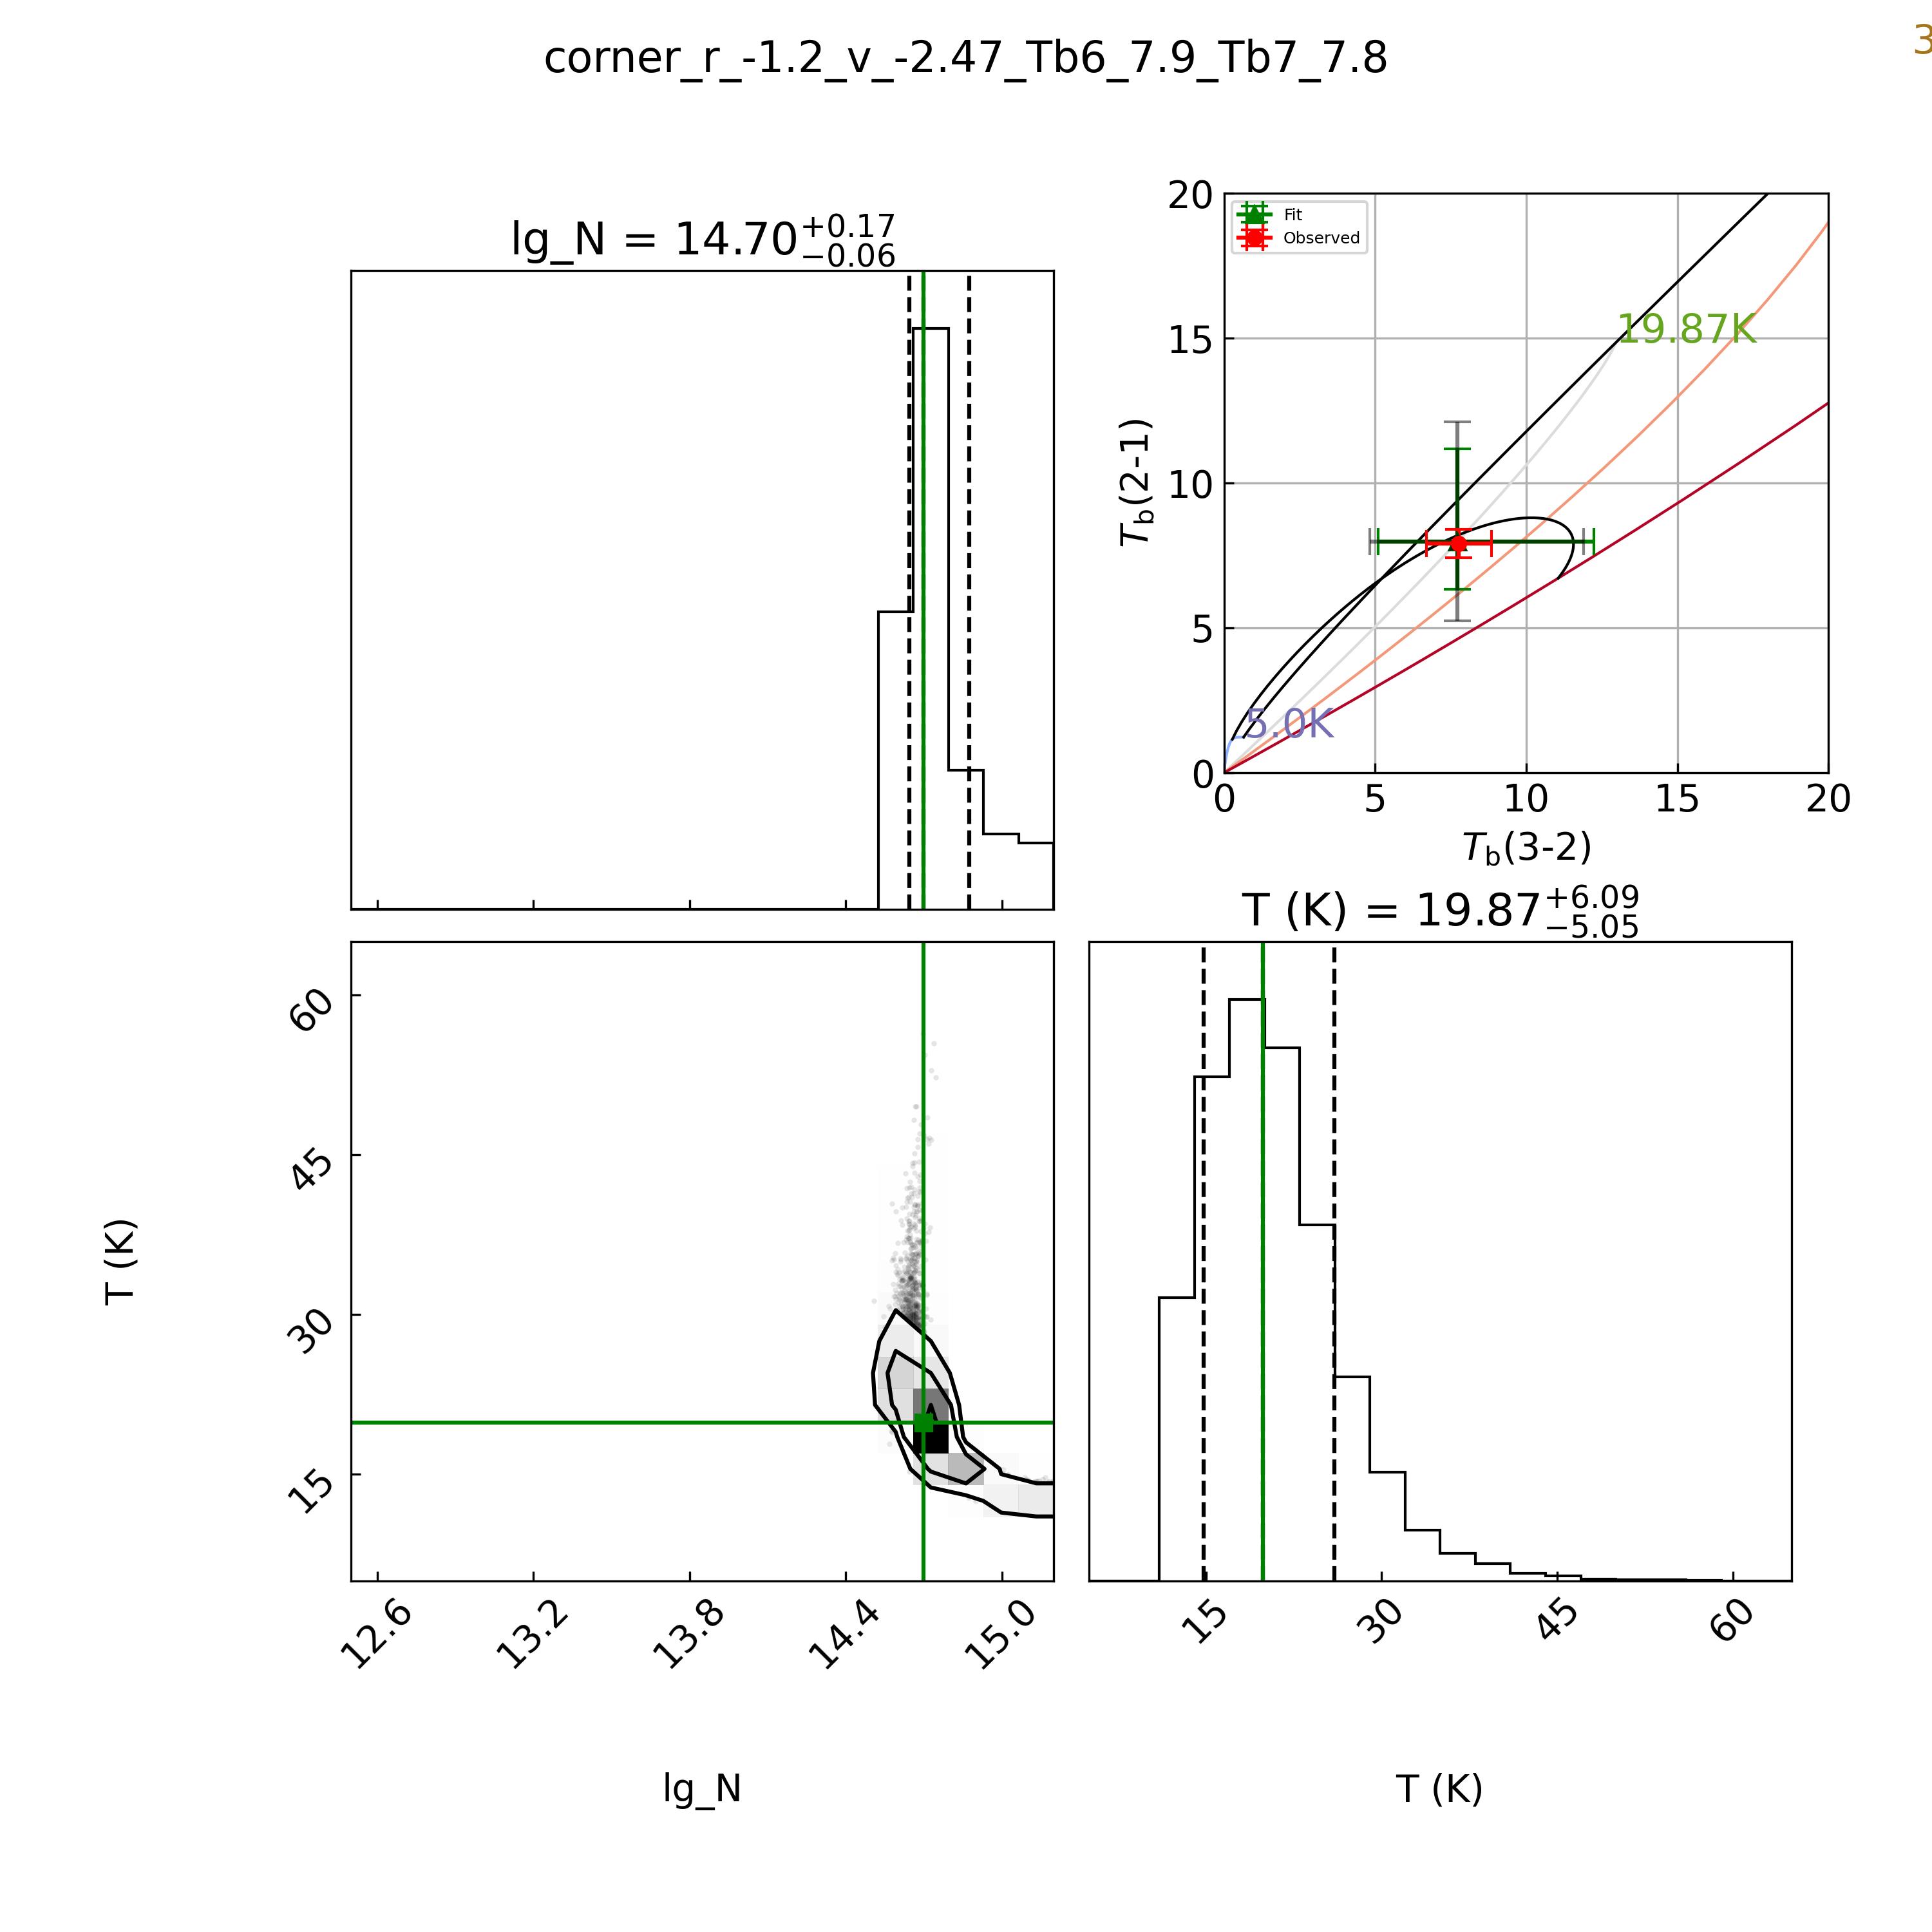 corner_r_-1.2_v_-2.47_Tb6_7.9_Tb7_7.8
3
lg_N = 14.70+0.17−0.06
20
15
10
5
0
Tb(2-1)
Fit
Observed
19.87K
5.0K
0 5 10 15 20
Tb(3-2)
T (K) = 19.87+6.09−5.05
60
45
30
15
T (K)
12.6 13.2 13.8 14.4 15.0
lg_N
15 30 45 60
T (K)